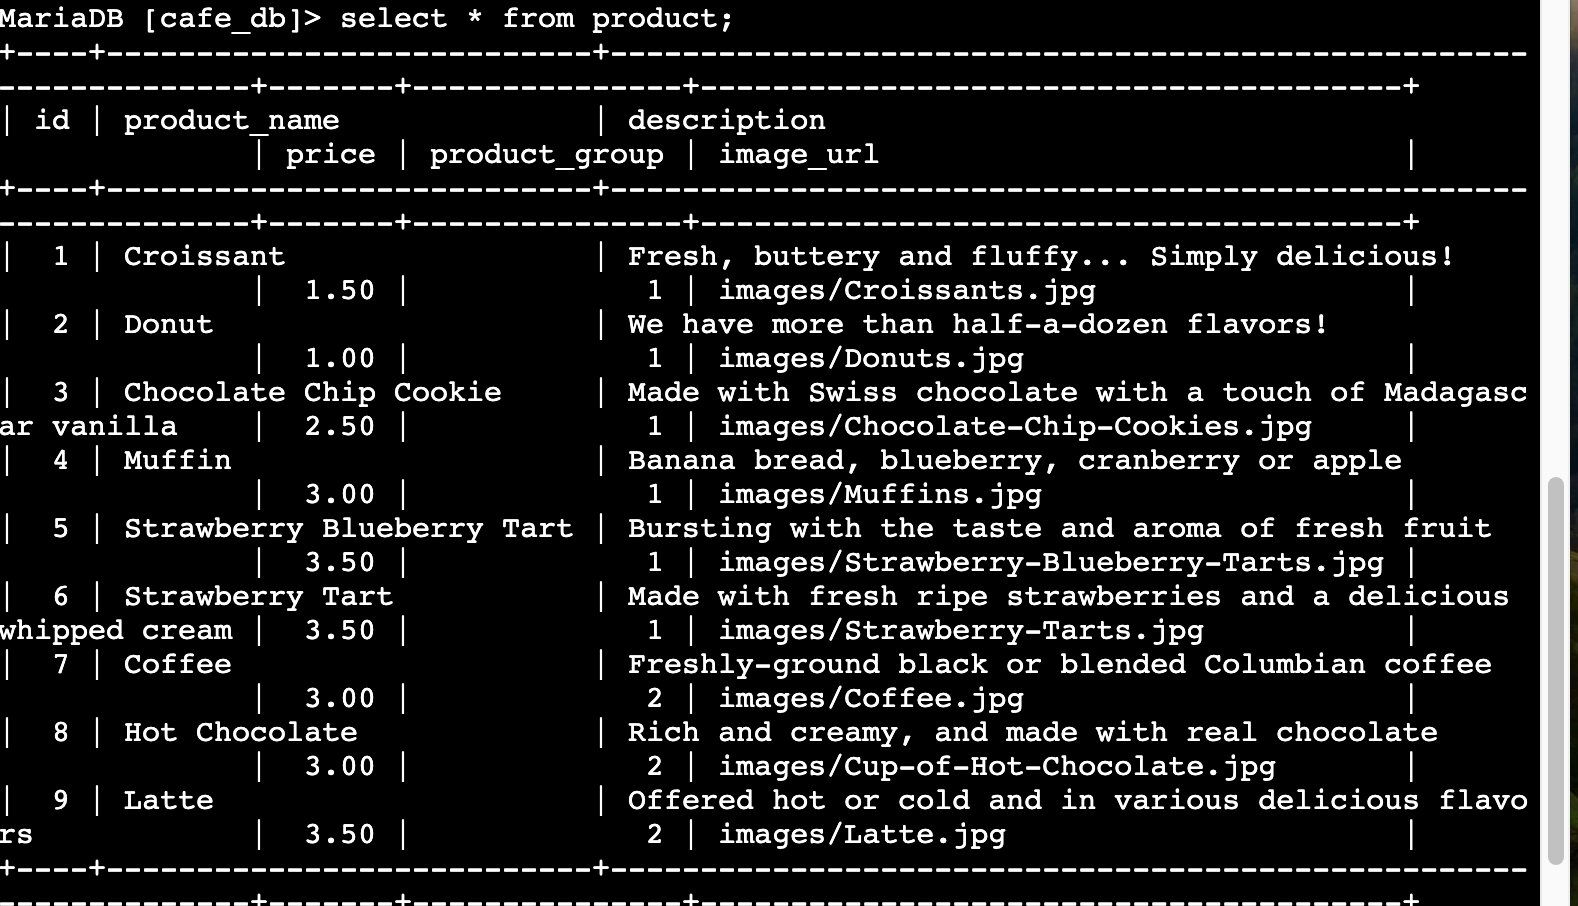 MariaDB [cafe_db]> select * from product;
+----+---------------------------+---------------------------------------------------
--------------+-------+---------------+---------------------------------------+
| id | product_name              | description
              | price | product_group | image_url                             |
+----+---------------------------+---------------------------------------------------
--------------+-------+---------------+---------------------------------------+
|  1 | Croissant                 | Fresh, buttery and fluffy... Simply delicious!
              |  1.50 |             1 | images/Croissants.jpg                 |
|  2 | Donut                     | We have more than half-a-dozen flavors!
              |  1.00 |             1 | images/Donuts.jpg                     |
|  3 | Chocolate Chip Cookie     | Made with Swiss chocolate with a touch of Madagasc
ar vanilla    |  2.50 |             1 | images/Chocolate-Chip-Cookies.jpg     |
|  4 | Muffin                    | Banana bread, blueberry, cranberry or apple
              |  3.00 |             1 | images/Muffins.jpg                    |
|  5 | Strawberry Blueberry Tart | Bursting with the taste and aroma of fresh fruit
              |  3.50 |             1 | images/Strawberry-Blueberry-Tarts.jpg |
|  6 | Strawberry Tart           | Made with fresh ripe strawberries and a delicious
whipped cream |  3.50 |             1 | images/Strawberry-Tarts.jpg           |
|  7 | Coffee                    | Freshly-ground black or blended Columbian coffee
              |  3.00 |             2 | images/Coffee.jpg                     |
|  8 | Hot Chocolate             | Rich and creamy, and made with real chocolate
              |  3.00 |             2 | images/Cup-of-Hot-Chocolate.jpg       |
|  9 | Latte                     | Offered hot or cold and in various delicious flavo
rs            |  3.50 |             2 | images/Latte.jpg                      |
+----+---------------------------+---------------------------------------------------
--------------+-------+---------------+---------------------------------------+